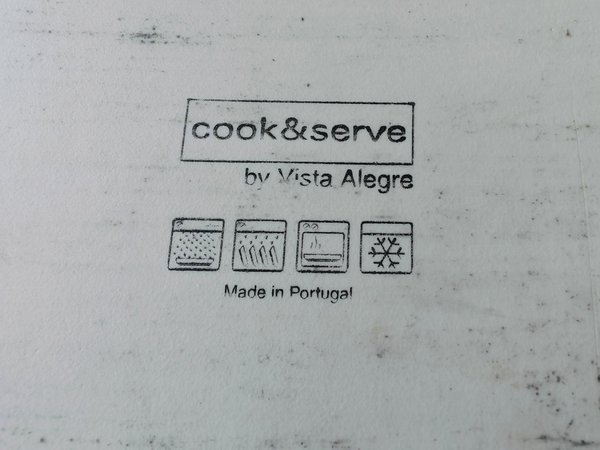 cook&serve
by Vista Alegre
Made in Portugal